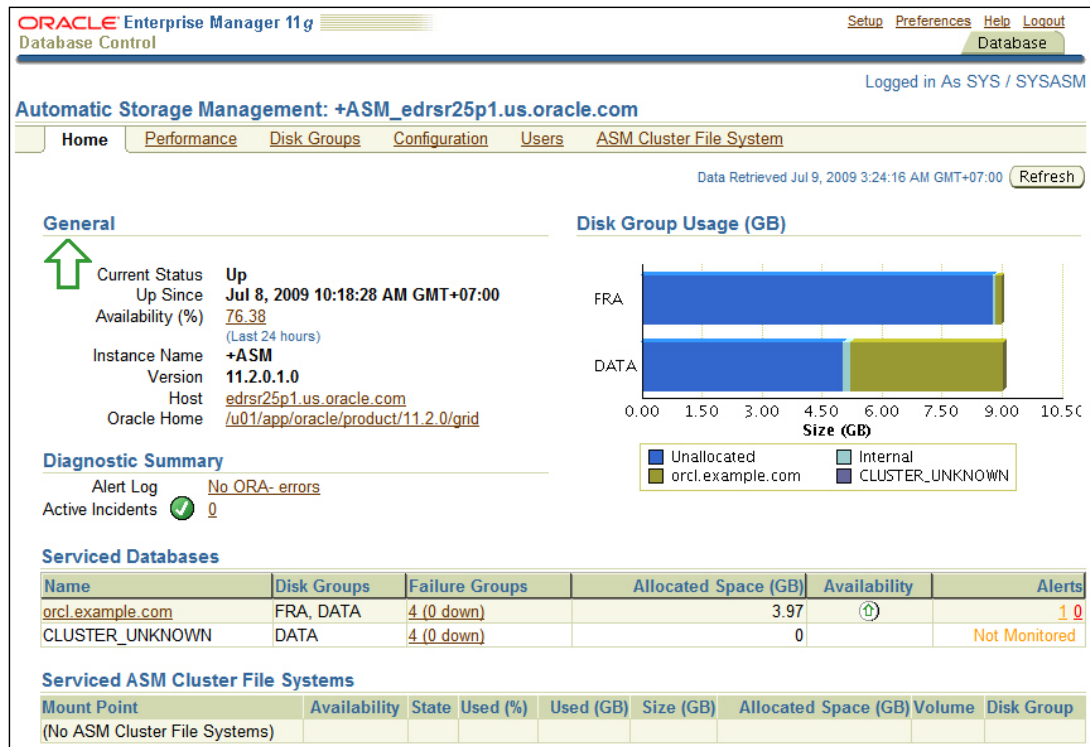 ORACLE Enterprise Manager 11g
Database Control
Setup Preferences Help Logout
Database
Logged in As SYS / SYSASM
Automatic Storage Management: +ASM_edrsr25p1.us.oracle.com
Home Performance Disk Groups Configuration Users ASM Cluster File System
Data Retrieved Jul 9, 2009 3:24:16 AM GMT+07:00 Refresh
General
Current Status Up
Up Since Jul 8, 2009 10:18:28 AM GMT+07:00
Availability (%) 76.38
(Last 24 hours)
Instance Name +ASM
Version 11.2.0.1.0
Host edrsr25p1.us.oracle.com
Oracle Home /u01/app/oracle/product/11.2.0/grid
Disk Group Usage (GB)
FRA
DATA
0.00 1.50 3.00 4.50 6.00 7.50 9.00 10.50
Size (GB)
Unallocated Internal
orcl.example.com CLUSTER_UNKNOWN
Diagnostic Summary
Alert Log No ORA- errors
Active Incidents 0
Serviced Databases
Name Disk Groups Failure Groups Allocated Space (GB) Availability Alerts
orcl.example.com FRA, DATA 4 (0 down) 3.97 1 0
CLUSTER_UNKNOWN DATA 4 (0 down) 0 Not Monitored
Serviced ASM Cluster File Systems
Mount Point Availability State Used (%) Used (GB) Size (GB) Allocated Space (GB) Volume Disk Group
(No ASM Cluster File Systems)